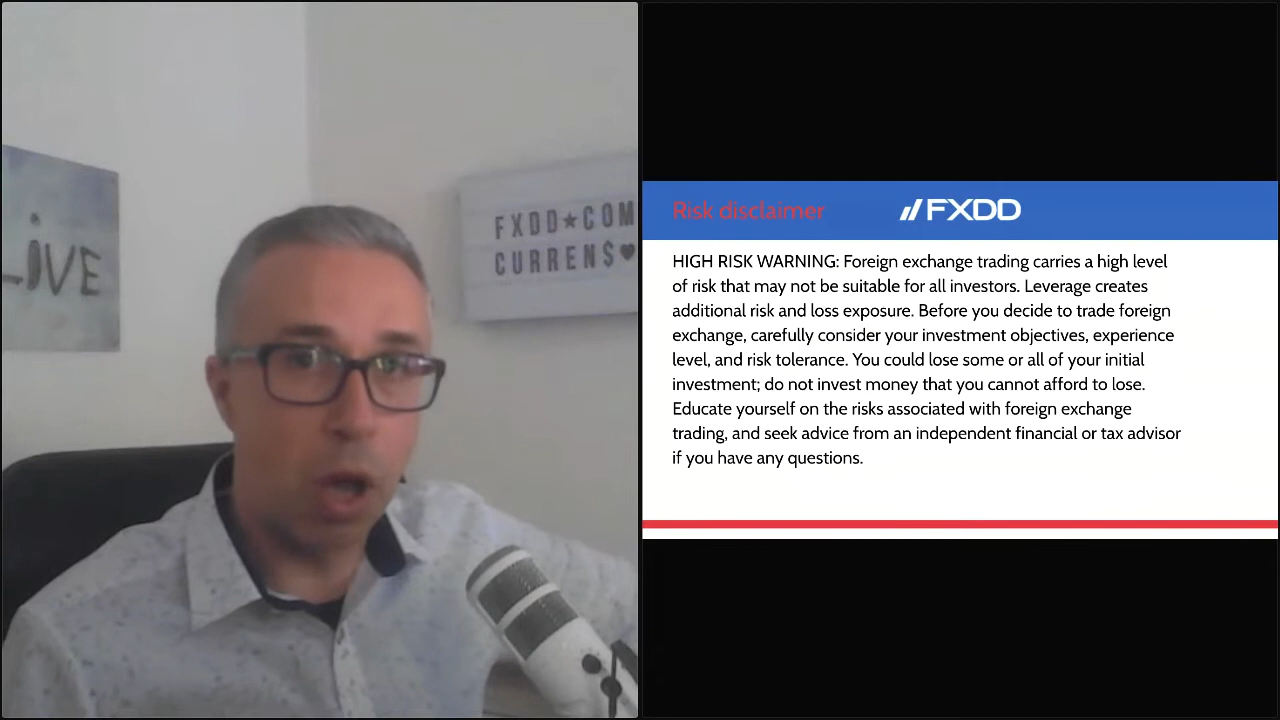 LiVE
FXDD★COM
CURREN$♥
Risk disclaimer
FXDD
HIGH RISK WARNING: Foreign exchange trading carries a high level
of risk that may not be suitable for all investors. Leverage creates
additional risk and loss exposure. Before you decide to trade foreign
exchange, carefully consider your investment objectives, experience
level, and risk tolerance. You could lose some or all of your initial
investment; do not invest money that you cannot afford to lose.
Educate yourself on the risks associated with foreign exchange
trading, and seek advice from an independent financial or tax advisor
if you have any questions.